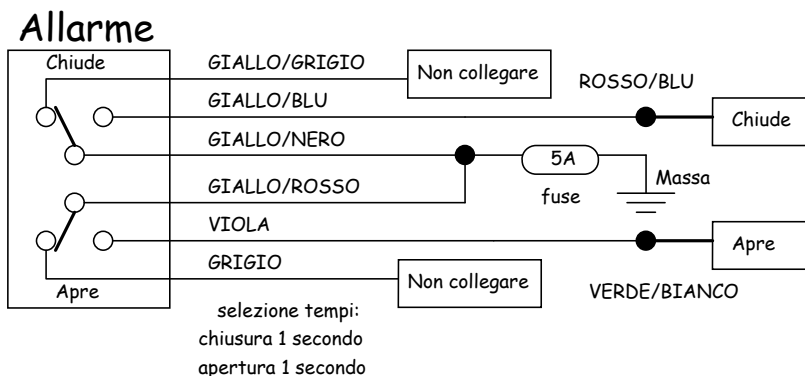 Allarme
Chiude
GIALLO/GRIGIO
Non collegare
ROSSO/BLU
GIALLO/BLU
Chiude
GIALLO/NERO
5A
fuse
Massa
GIALLO/ROSSO
VIOLA
Apre
GRIGIO
Non collegare
Apre
VERDE/BIANCO
selezione tempi:
chiusura 1 secondo
apertura 1 secondo